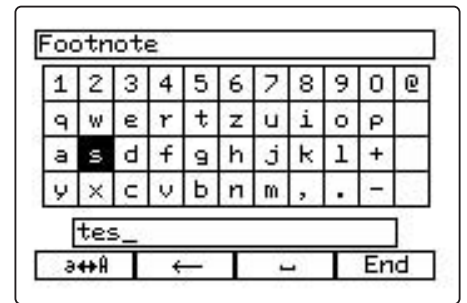 Footnote
1 2 3 4 5 6 7 8 9 0 @
q w e r t z u i o p
a s d f g h j k l +
y x c v b n m , . -
tes_
a↔A ← ⎵ End